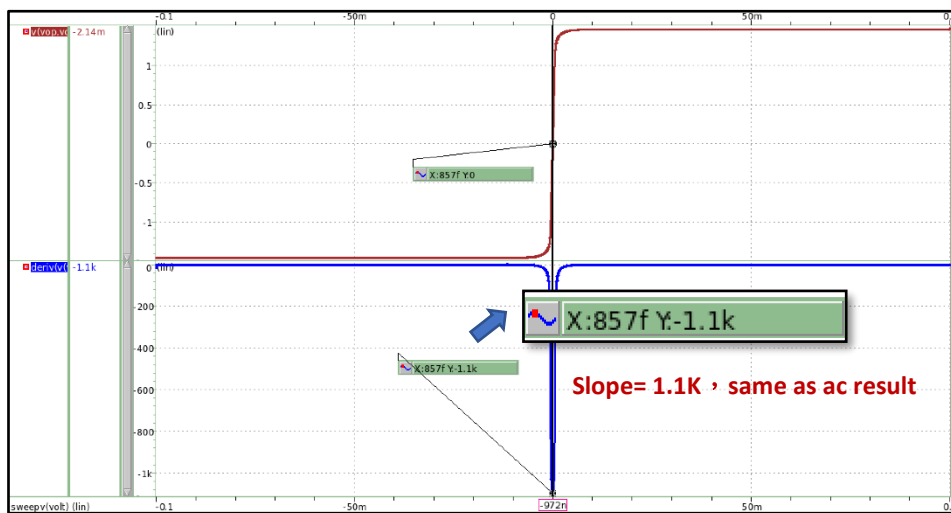 -0.1 -50m 0 50m 0.
v(vop,vo -2.14m (lin)
1
0.5
0
-0.5
-1
X:857f Y:0
deriv(v( -1.1k 0 (lin)
-200
-400
-600
-800
-1k
X:857f Y:-1.1k
X:857f Y:-1.1k
Slope= 1.1K，same as ac result
sweepv(volt) (lin) -0.1 -50m -972n 50m 0.